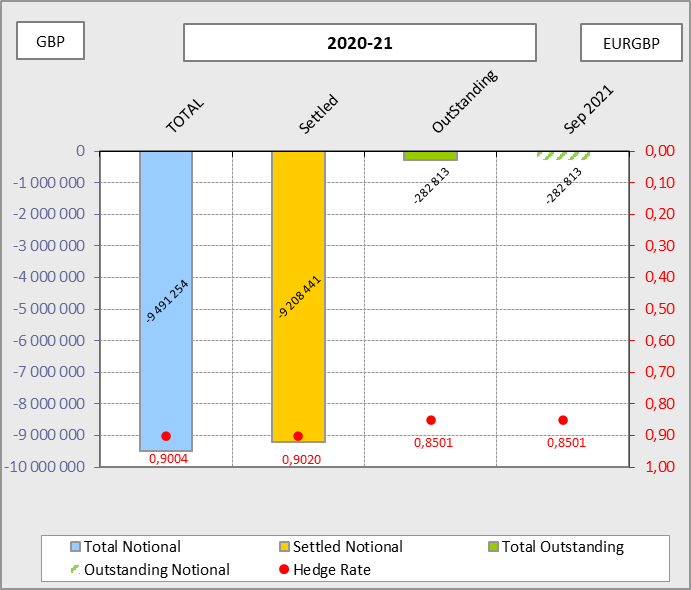 GBP
2020-21
EURGBP
TOTAL
Settled
OutStanding
Sep 2021
0
-1 000 000
-2 000 000
-3 000 000
-4 000 000
-5 000 000
-6 000 000
-7 000 000
-8 000 000
-9 000 000
-10 000 000
-9 491 254
-9 208 441
-282 813
-282 813
0,9004
0,9020
0,8501
0,8501
0,00
0,10
0,20
0,30
0,40
0,50
0,60
0,70
0,80
0,90
1,00
Total Notional
Settled Notional
Total Outstanding
Outstanding Notional
Hedge Rate